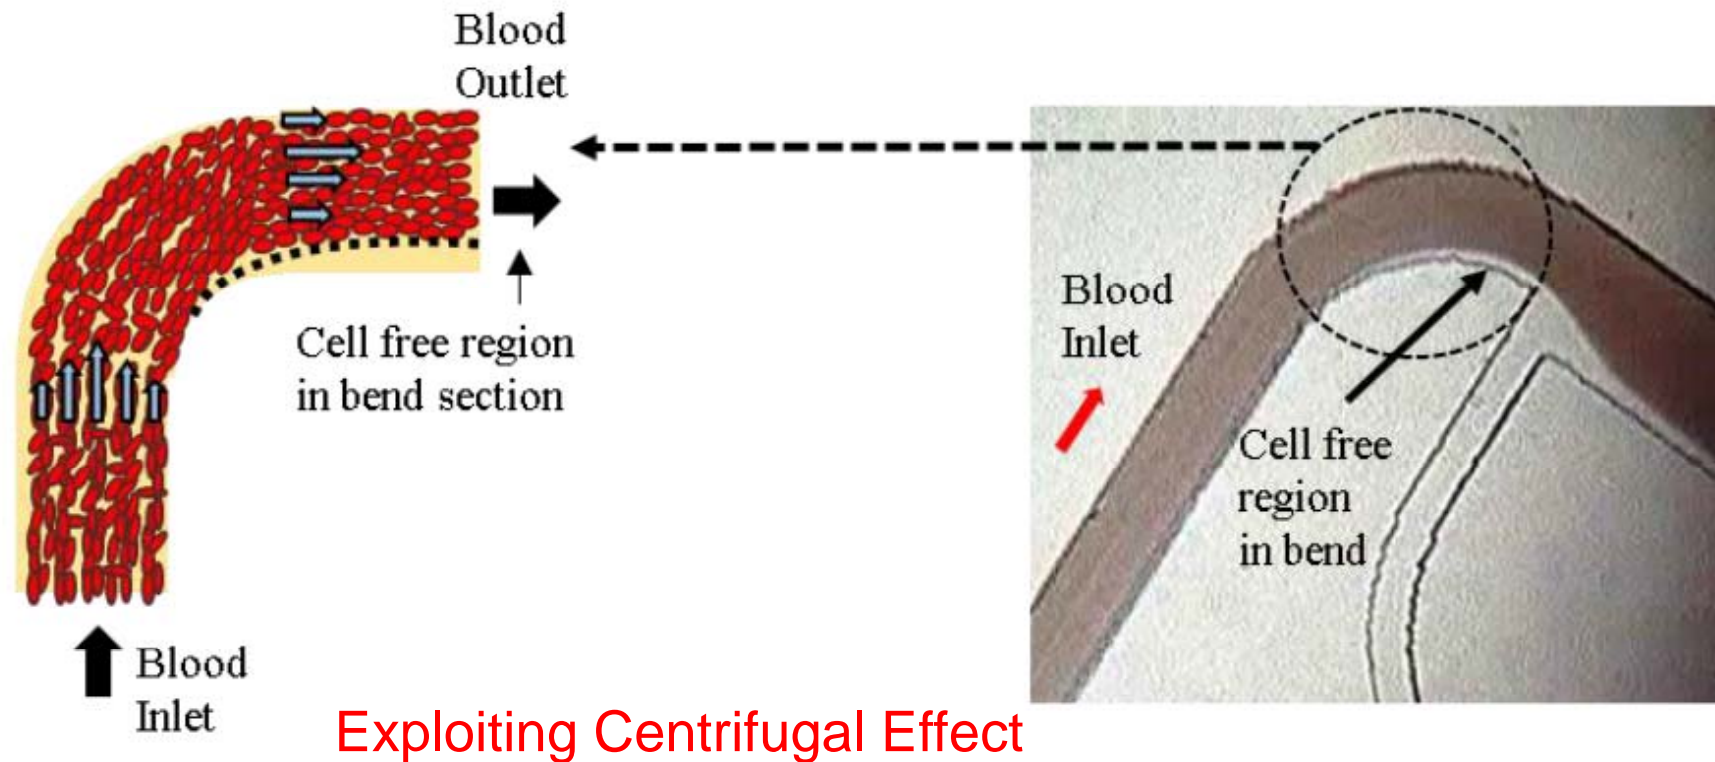 Blood
Outlet
Cell free region
in bend section
Blood
Inlet
Blood
Inlet
Cell free
region
in bend
Exploiting Centrifugal Effect